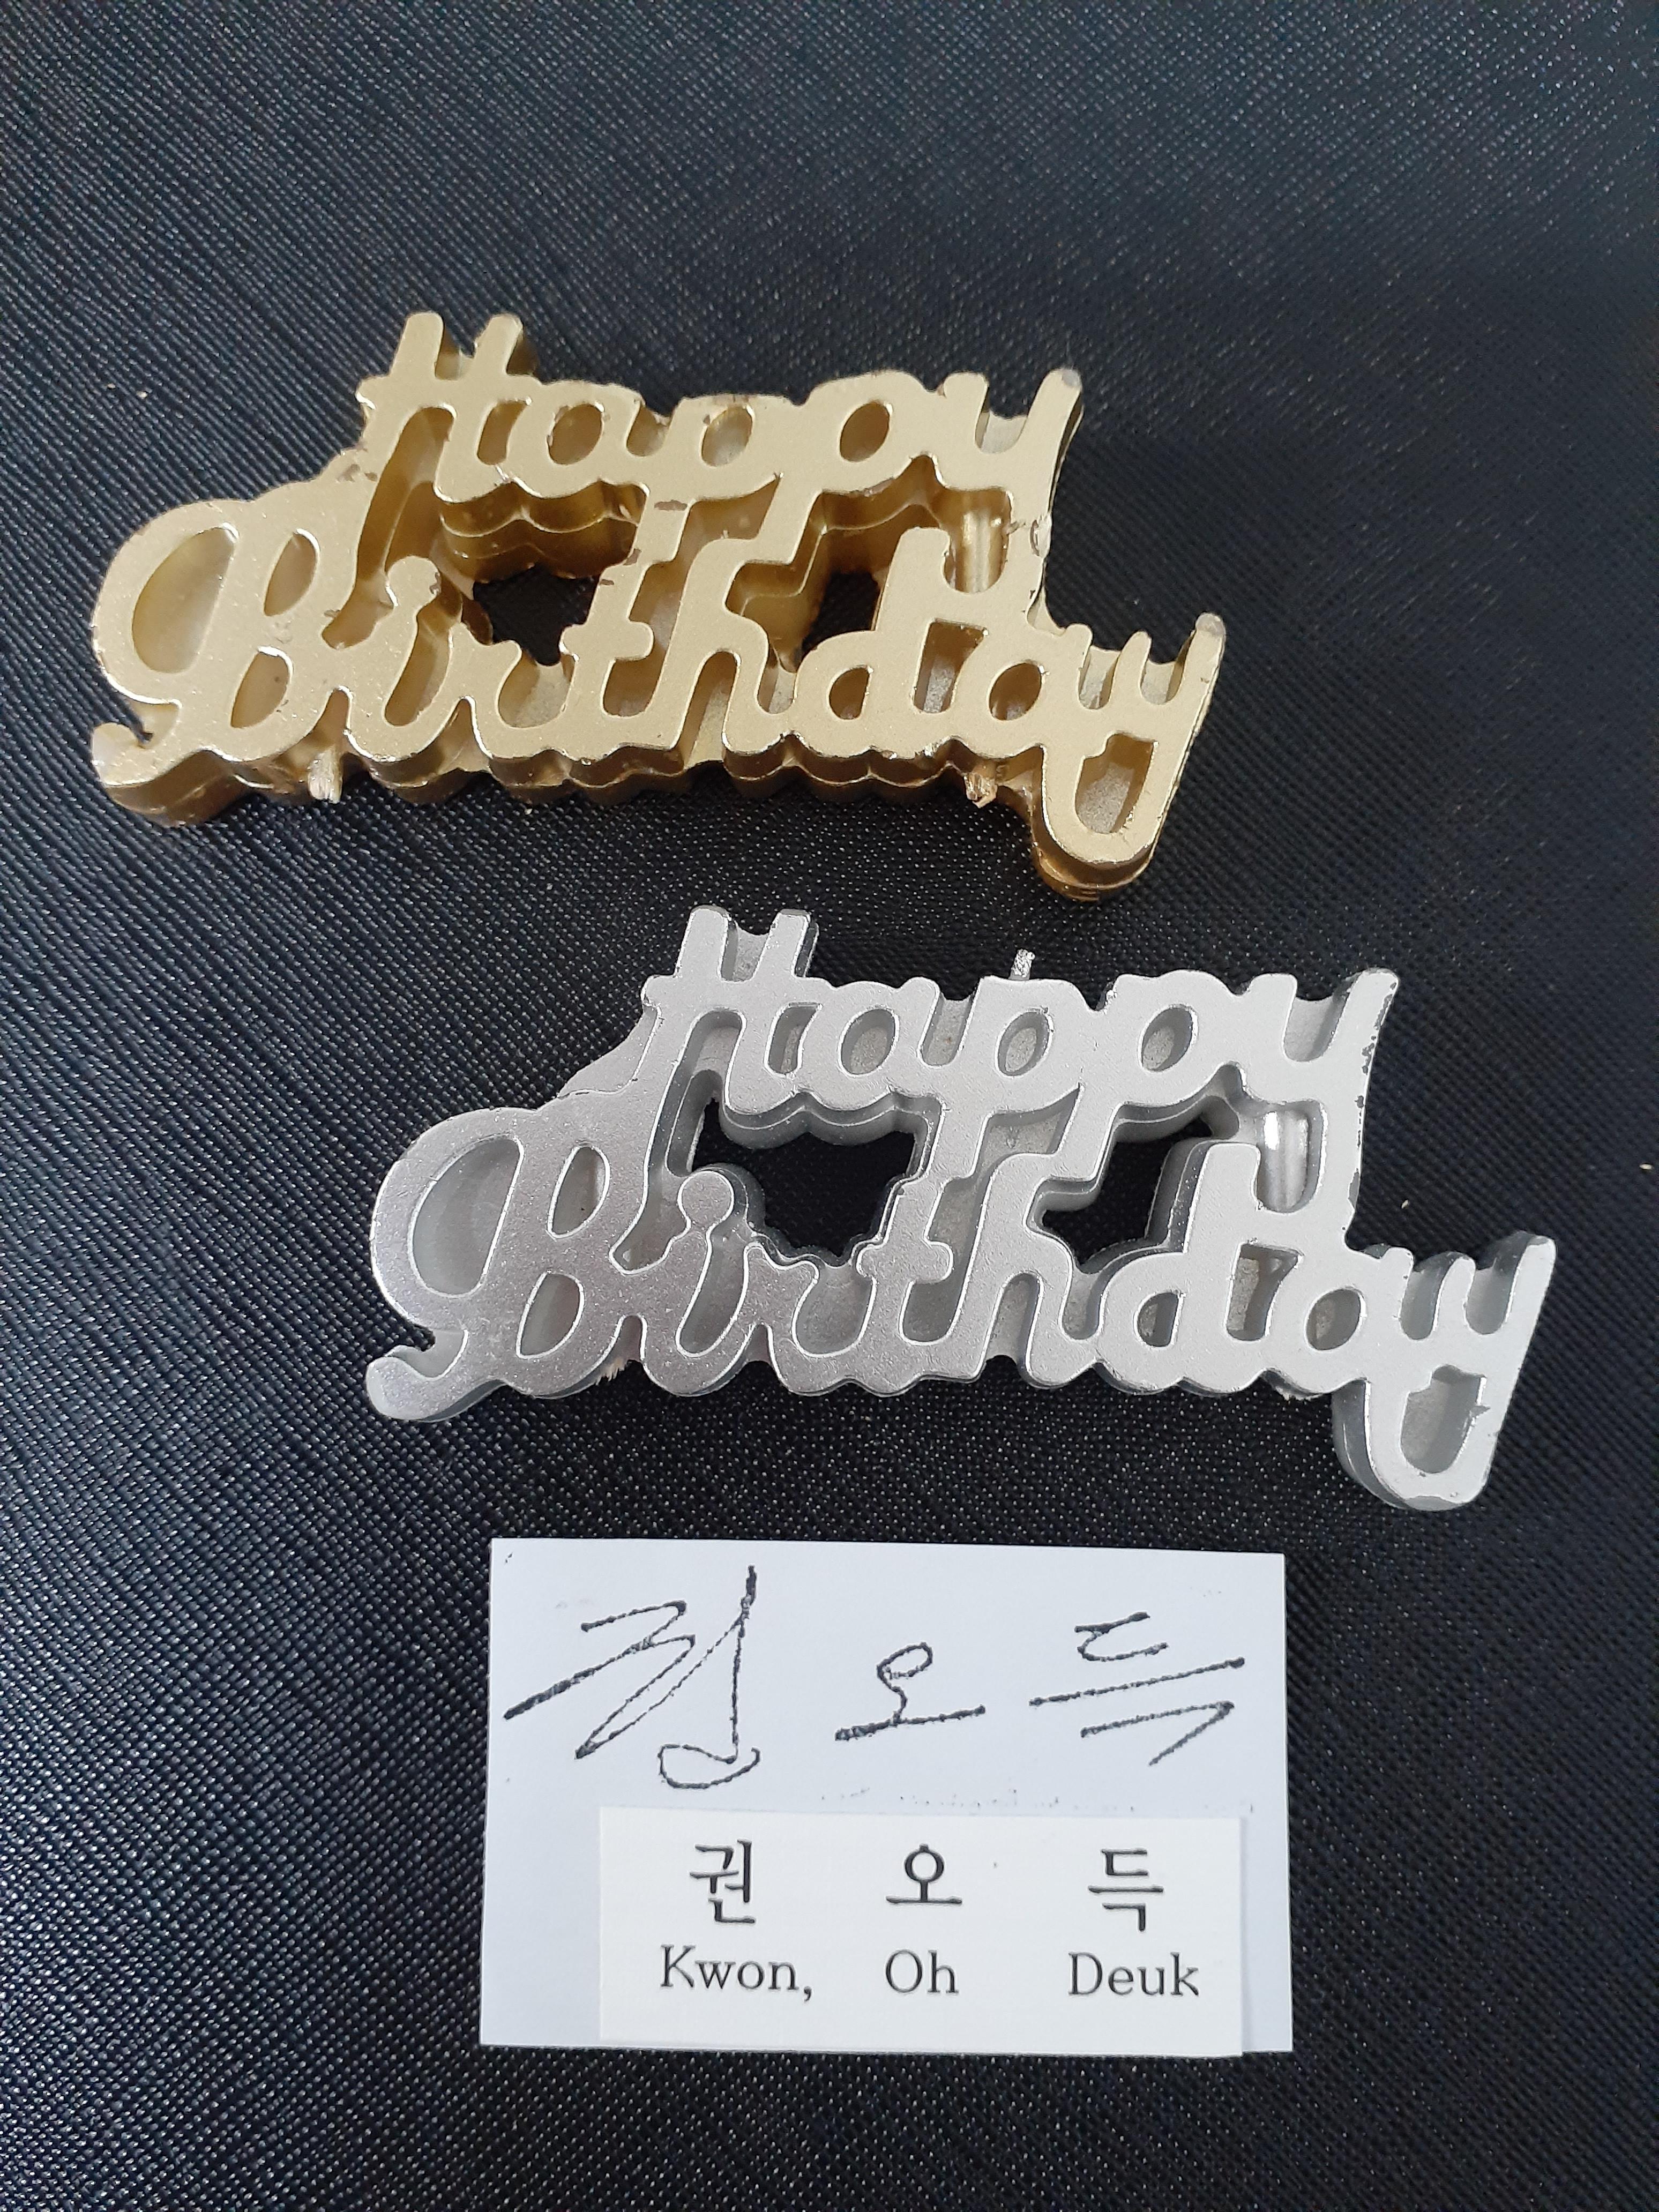 Happy
Birthday
Happy
Birthday
권 오 득
권 오 득
Kwon, Oh Deuk